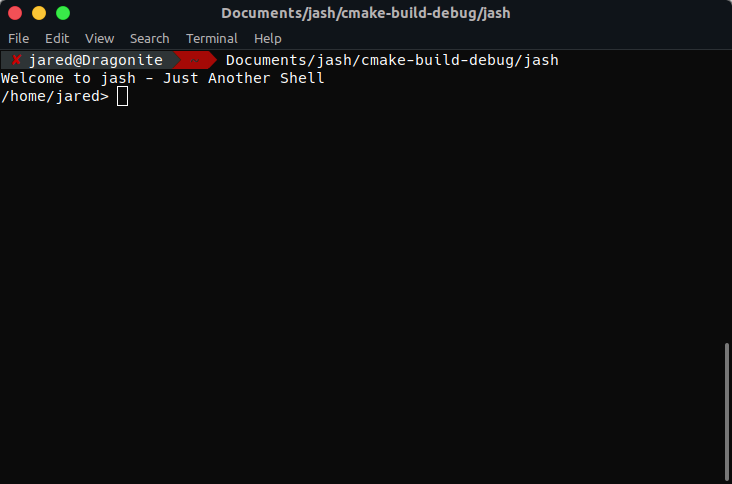 Documents/jash/cmake-build-debug/jash
File Edit View Search Terminal Help
✘ jared@Dragonite ~ Documents/jash/cmake-build-debug/jash
Welcome to jash - Just Another Shell
/home/jared>